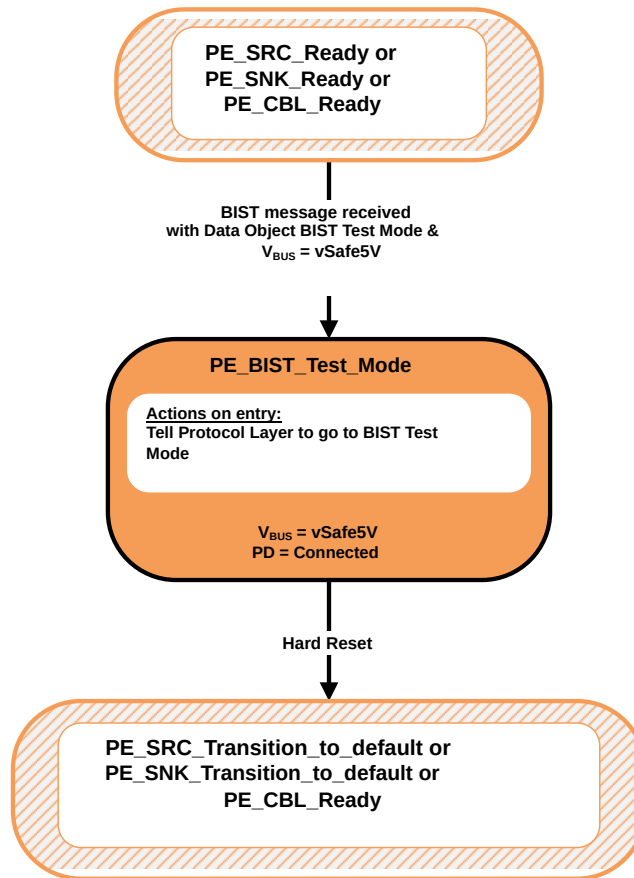 PE_SRC_Ready or
PE_SNK_Ready or
PE_CBL_Ready
BIST message received
with Data Object BIST Test Mode &
VBUS = vSafe5V
PE_BIST_Test_Mode
Actions on entry:
Tell Protocol Layer to go to BIST Test
Mode
VBUS = vSafe5V
PD = Connected
Hard Reset
PE_SRC_Transition_to_default or
PE_SNK_Transition_to_default or
PE_CBL_Ready